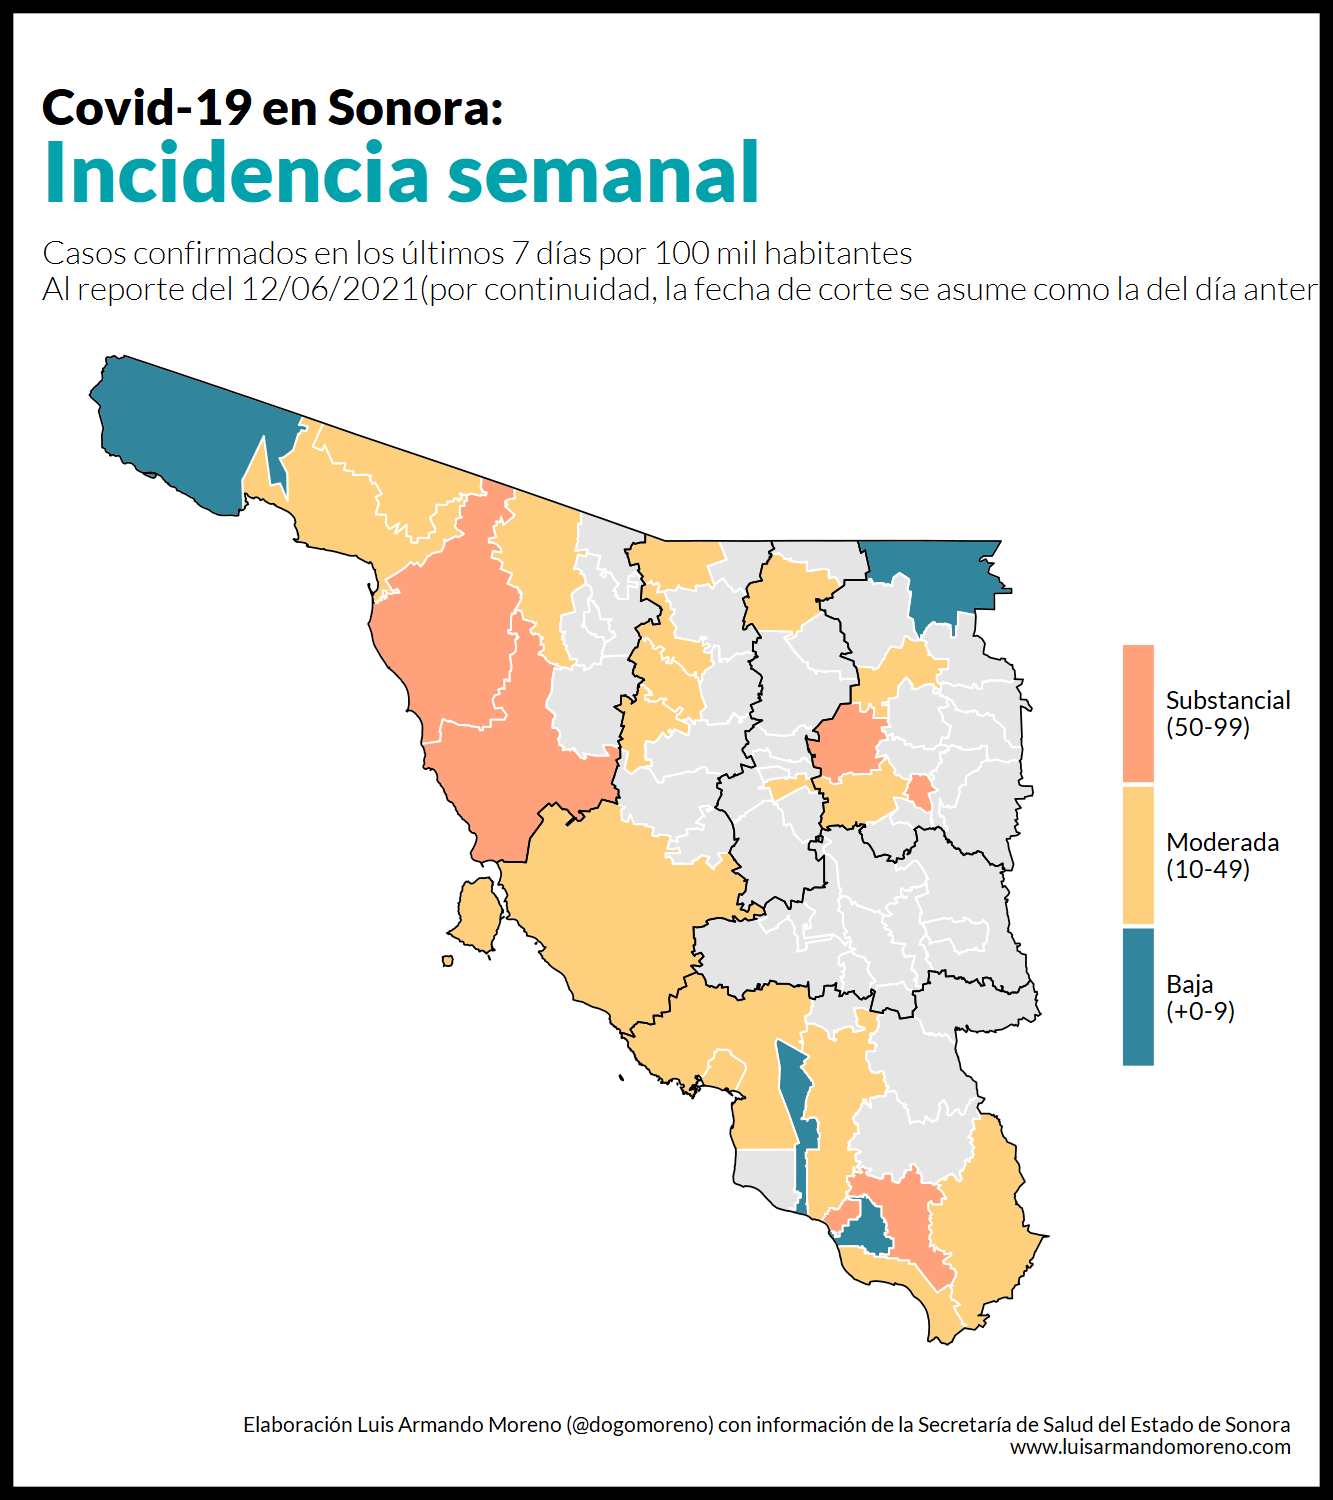 Covid-19 en Sonora:
Incidencia semanal
Casos confirmados en los últimos 7 días por 100 mil habitantes
Al reporte del 12/06/2021(por continuidad, la fecha de corte se asume como la del día anter
Substancial
(50-99)
Moderada
(10-49)
Baja
(+0-9)
Elaboración Luis Armando Moreno (@dogomoreno) con información de la Secretaría de Salud del Estado de Sonora
www.luisarmandomoreno.com